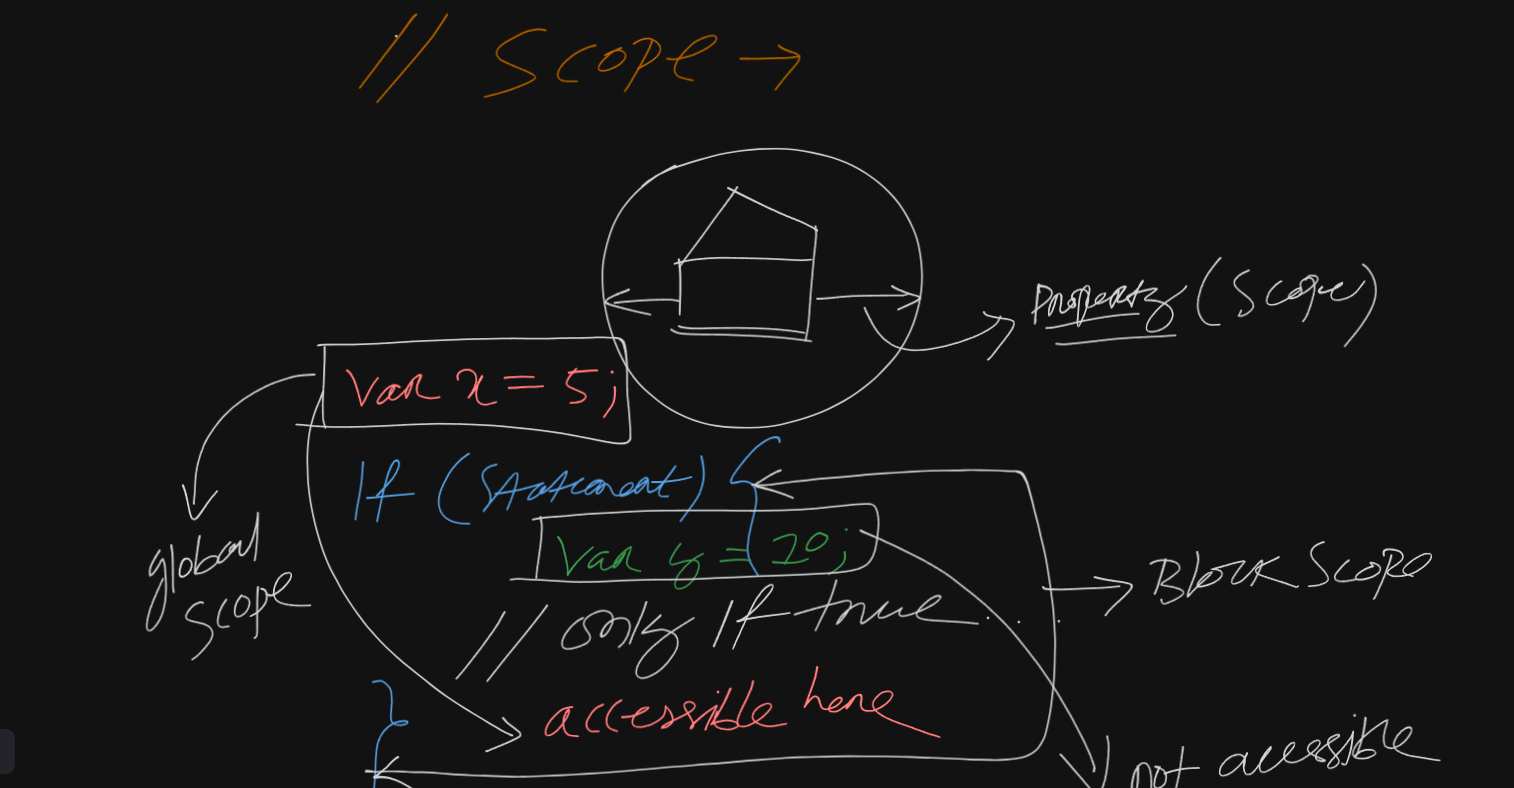 // Scope →
Property (Scope)
var x = 5;
If (Statement) {
var y = 20;
// only If true . . .
accessible here
}
global
scope
Block Scope
not accessible